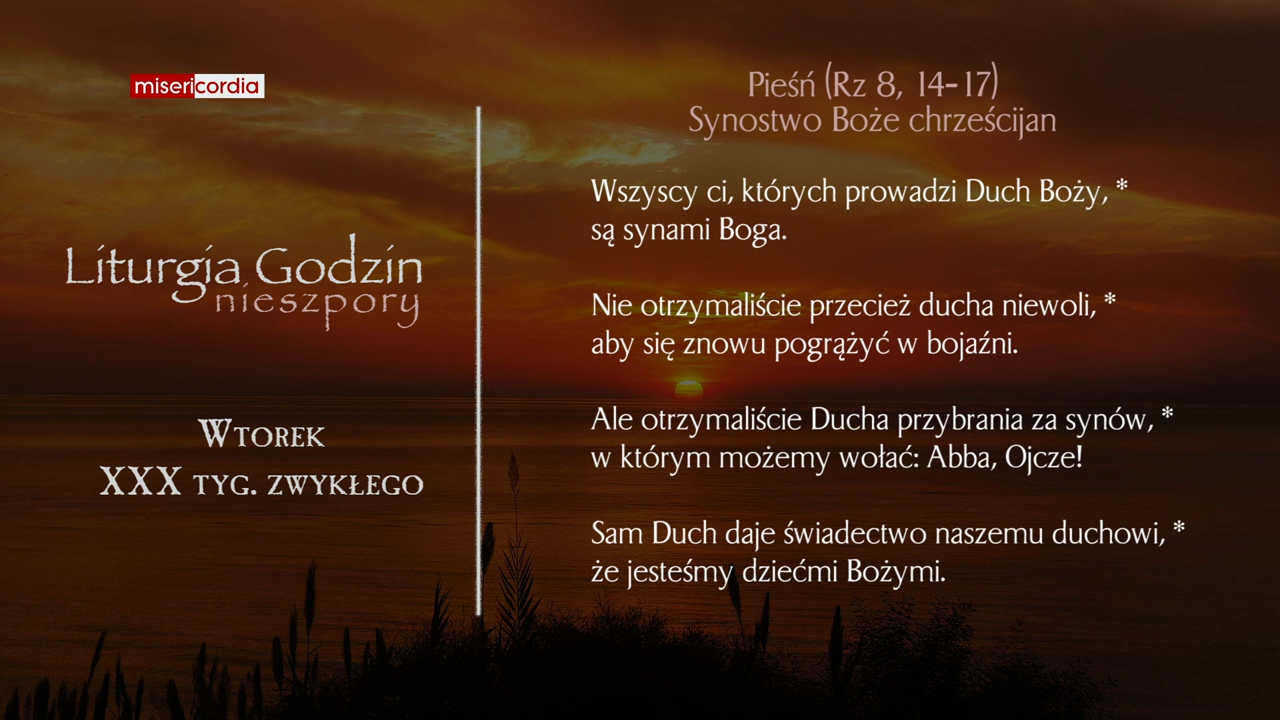 misericordia
Liturgia Godzin
nieszpory
Wtorek
XXX tyg. zwykłego
Pieśń (Rz 8, 14-17)
Synostwo Boże chrześcijan
Wszyscy ci, których prowadzi Duch Boży, *
są synami Boga.
Nie otrzymaliście przecież ducha niewoli, *
aby się znowu pogrążyć w bojaźni.
Ale otrzymaliście Ducha przybrania za synów, *
w którym możemy wołać: Abba, Ojcze!
Sam Duch daje świadectwo naszemu duchowi, *
że jesteśmy dziećmi Bożymi.